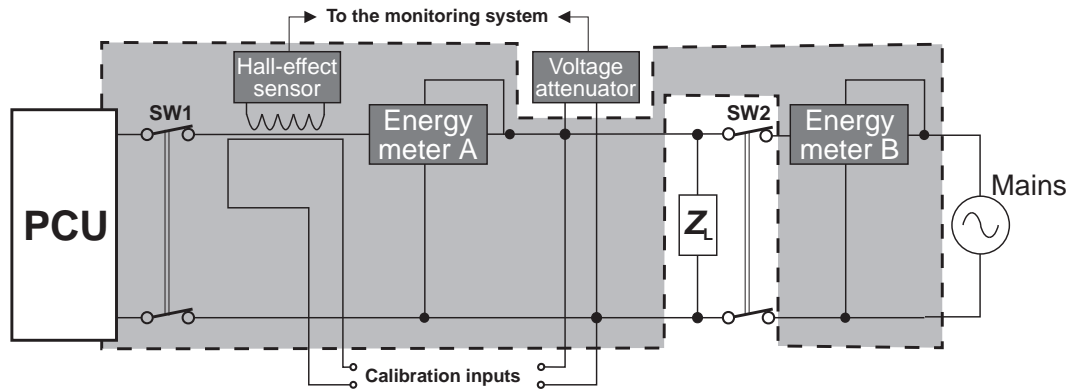 To the monitoring system
Hall-effect
sensor
Voltage
attenuator
SW1
Energy
meter A
SW2
Energy
meter B
Mains
PCU
ZL
Calibration inputs